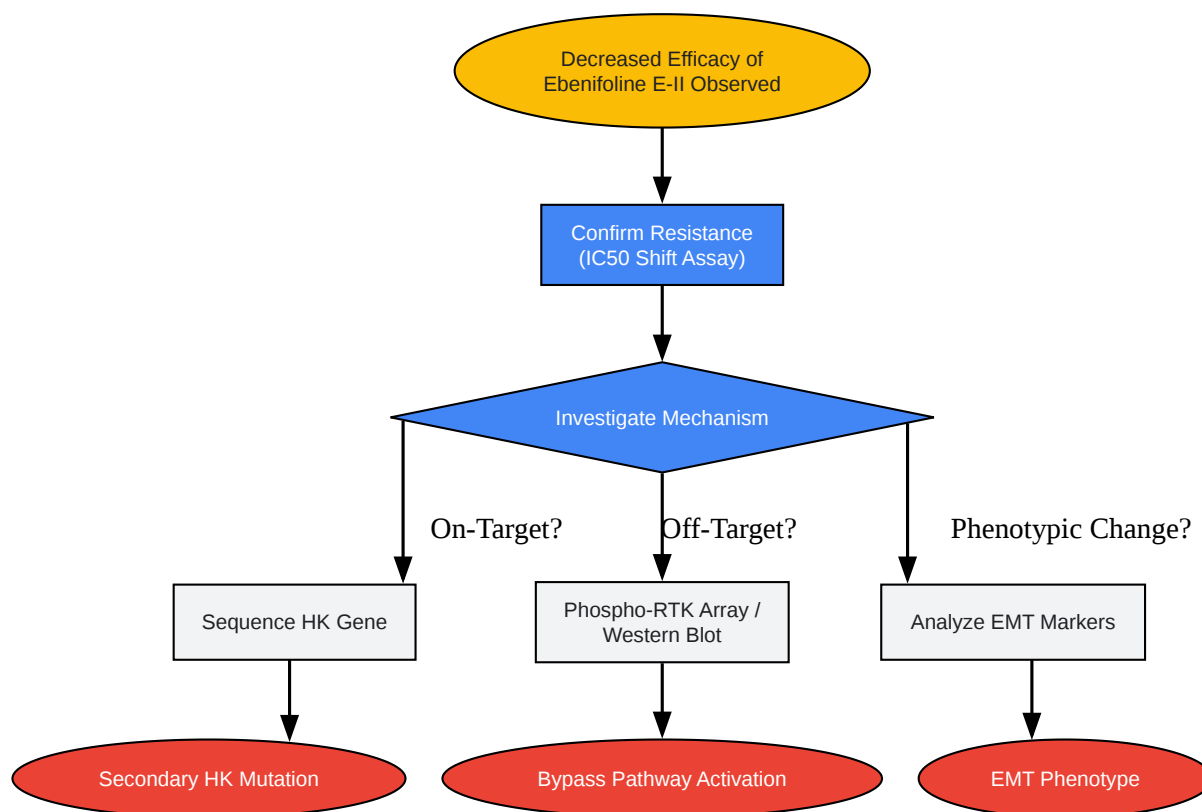 Decreased Efficacy of
Ebenifoline E-II Observed
Confirm Resistance
(IC50 Shift Assay)
Investigate Mechanism
On-Target?
Off-Target?
Phenotypic Change?
Sequence HK Gene
Phospho-RTK Array /
Western Blot
Analyze EMT Markers
Secondary HK Mutation
Bypass Pathway Activation
EMT Phenotype